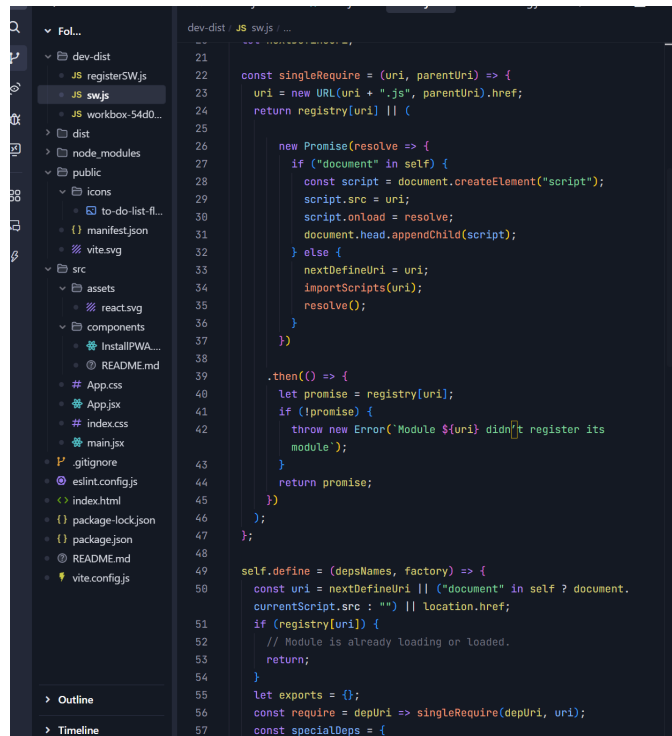 Fol...
dev-dist
JS registerSW.js
JS sw.js
JS workbox-54d0...
dist
node_modules
public
icons
to-do-list-fl...
{} manifest.json
vite.svg
src
assets
react.svg
components
InstallPWA....
README.md
# App.css
App.jsx
# index.css
main.jsx
.gitignore
eslint.config.js
<> index.html
{} package-lock.json
{} package.json
README.md
vite.config.js
Outline
Timeline
dev-dist / JS sw.js / ...
21
22 const singleRequire = (uri, parentUri) => {
23 uri = new URL(uri + ".js", parentUri).href;
24 return registry[uri] || (
25
26 new Promise(resolve => {
27 if ("document" in self) {
28 const script = document.createElement("script");
29 script.src = uri;
30 script.onload = resolve;
31 document.head.appendChild(script);
32 } else {
33 nextDefineUri = uri;
34 importScripts(uri);
35 resolve();
36 }
37 })
38
39 .then(() => {
40 let promise = registry[uri];
41 if (!promise) {
42 throw new Error(`Module ${uri} didn’t register its
module`);
43 }
44 return promise;
45 })
46 );
47 };
48
49 self.define = (depsNames, factory) => {
50 const uri = nextDefineUri || ("document" in self ? document.
currentScript.src : "") || location.href;
51 if (registry[uri]) {
52 // Module is already loading or loaded.
53 return;
54 }
55 let exports = {};
56 const require = depUri => singleRequire(depUri, uri);
57 const specialDeps = {